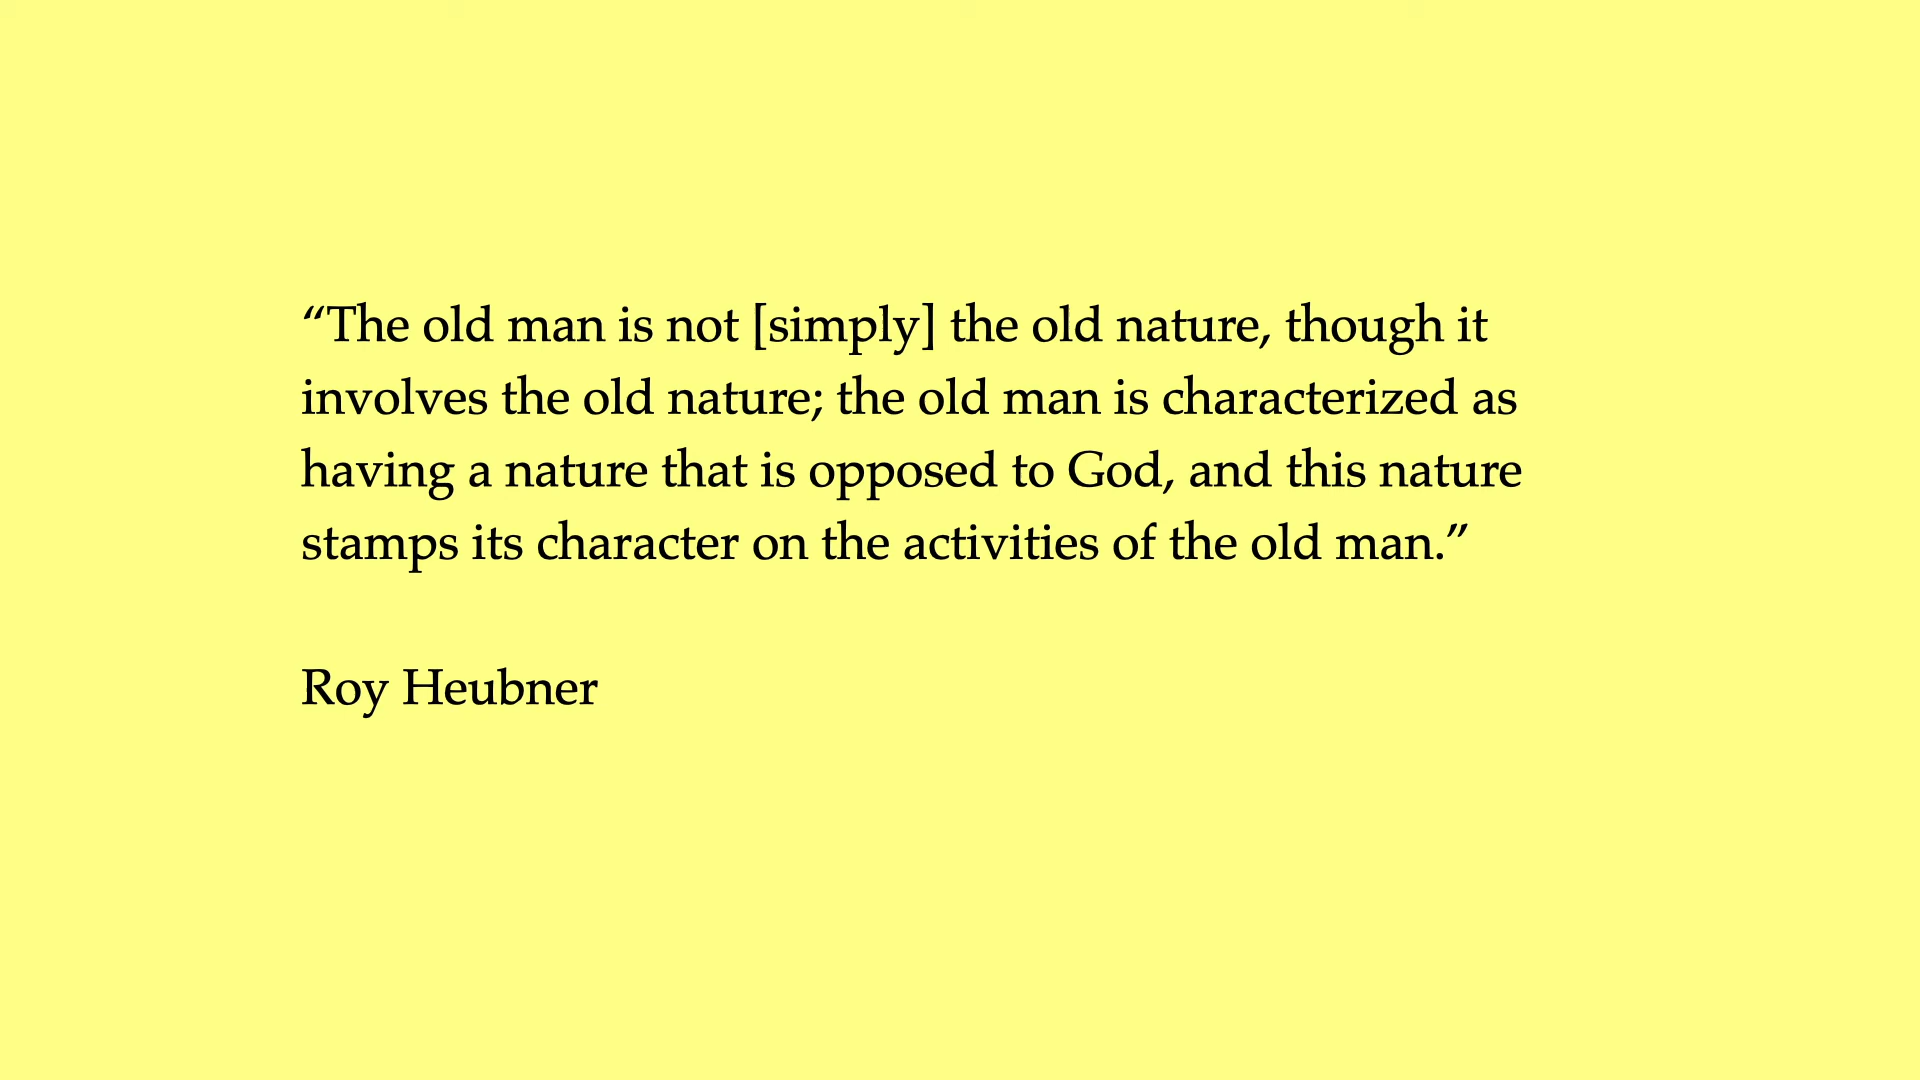 “The old man is not [simply] the old nature, though it
involves the old nature; the old man is characterized as
having a nature that is opposed to God, and this nature
stamps its character on the activities of the old man.”
Roy Heubner